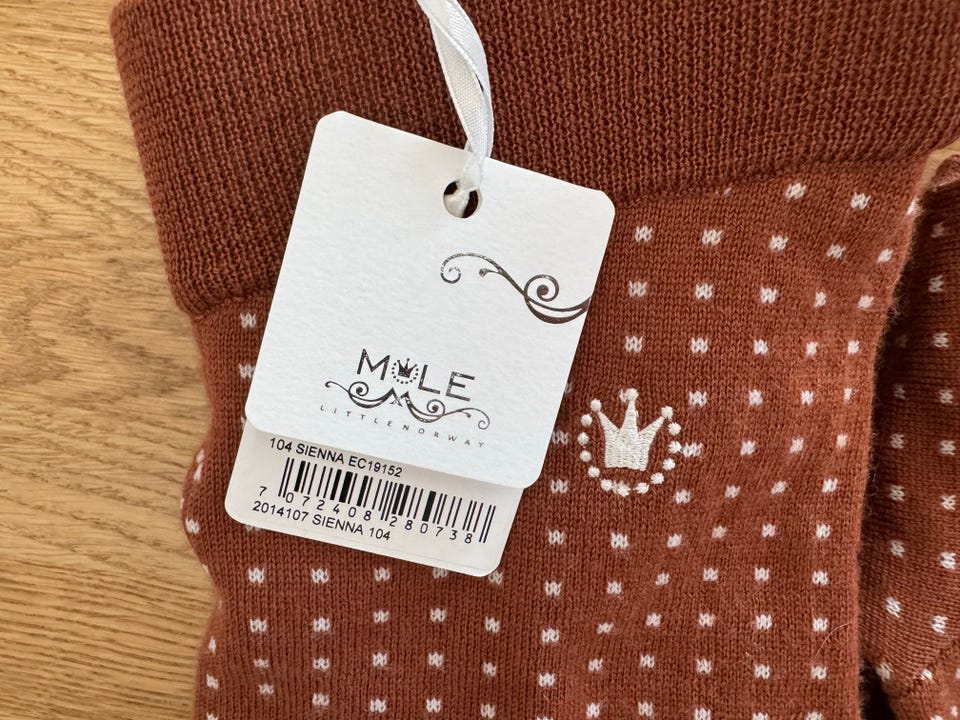 MOLE
LITTLENORWAY
104 SIENNA EC19152
7 072408 280738
2014107 SIENNA 104